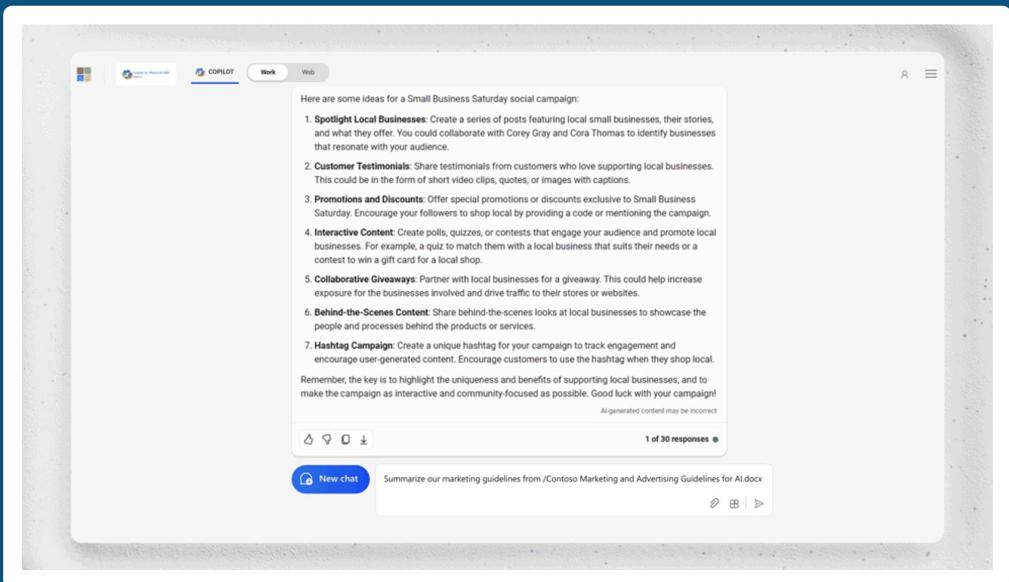 COPILOT
Work
Web
Here are some ideas for a Small Business Saturday social campaign:
1. Spotlight Local Businesses: Create a series of posts featuring local small businesses, their stories,
and what they offer. You could collaborate with Corey Gray and Cora Thomas to identify businesses
that resonate with your audience.
2. Customer Testimonials: Share testimonials from customers who love supporting local businesses.
This could be in the form of short video clips, quotes, or images with captions.
3. Promotions and Discounts: Offer special promotions or discounts exclusive to Small Business
Saturday. Encourage your followers to shop local by providing a code or mentioning the campaign.
4. Interactive Content: Create polls, quizzes, or contests that engage your audience and promote local
businesses. For example, a quiz to match them with a local business that suits their needs or a
contest to win a gift card for a local shop.
5. Collaborative Giveaways: Partner with local businesses for a giveaway. This could help increase
exposure for the businesses involved and drive traffic to their stores or websites.
6. Behind-the-Scenes Content: Share behind-the-scenes looks at local businesses to showcase the
people and processes behind the products or services.
7. Hashtag Campaign: Create a unique hashtag for your campaign to track engagement and
encourage user-generated content. Encourage customers to use the hashtag when they shop local.
Remember, the key is to highlight the uniqueness and benefits of supporting local businesses, and to
make the campaign as interactive and community-focused as possible. Good luck with your campaign!
AI-generated content may be incorrect
1 of 30 responses
New chat
Summarize our marketing guidelines from /Contoso Marketing and Advertising Guidelines for AI.docx